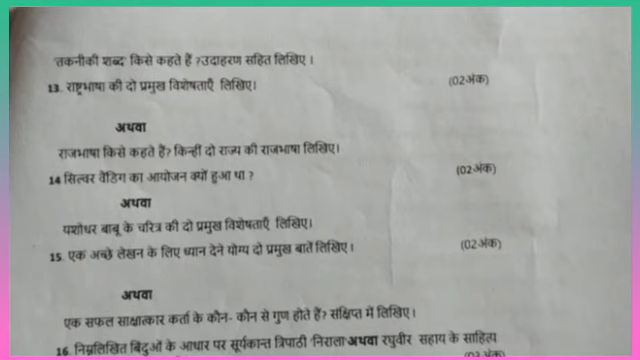 'तकनीकी शब्द' किसे कहते हैं ?उदाहरण सहित लिखिए ।
13. राष्ट्रभाषा की दो प्रमुख विशेषताएँ लिखिए। (02अंक)
अथवा
राजभाषा किसे कहते हैं? किन्हीं दो राज्य की राजभाषा लिखिए।
14 सिल्वर वैडिंग का आयोजन क्यों हुआ था ? (02अंक)
अथवा
यशोधर बाबू के चरित्र की दो प्रमुख विशेषताएँ लिखिए।
15. एक अच्छे लेखन के लिए ध्यान देने योग्य दो प्रमुख बातें लिखिए । (02अंक)
अथवा
एक सफल साक्षात्कार कर्ता के कौन- कौन से गुण होते हैं? संक्षिप्त में लिखिए ।
16. निम्नलिखित बिंदुओं के आधार पर सूर्यकान्त त्रिपाठी 'निराला'अथवा रघुवीर सहाय के साहित्य